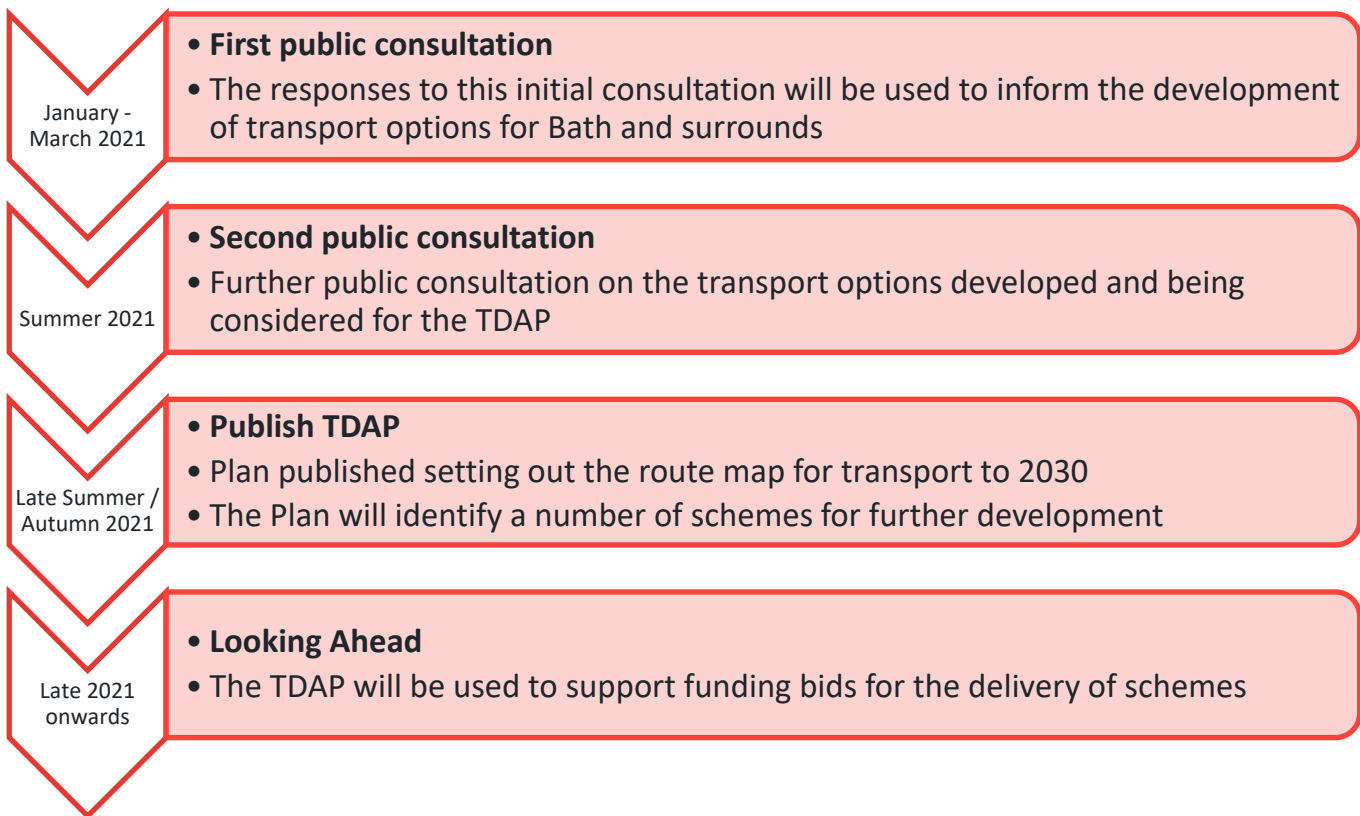 January -
March 2021
• First public consultation
• The responses to this initial consultation will be used to inform the development
of transport options for Bath and surrounds
Summer 2021
• Second public consultation
• Further public consultation on the transport options developed and being
considered for the TDAP
Late Summer /
Autumn 2021
• Publish TDAP
• Plan published setting out the route map for transport to 2030
• The Plan will identify a number of schemes for further development
Late 2021
onwards
• Looking Ahead
• The TDAP will be used to support funding bids for the delivery of schemes